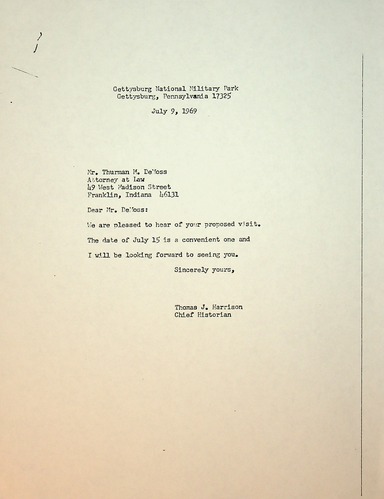 Gettysburg National Military Park
Gettysburg, Pennsylvania 17325
July 9, 1969
Mr. Thurman M. DeMoss
Attorney at Law
49 West Madison Street
Franklin, Indiana 46131
Dear Mr. DeMoss:
We are pleased to hear of your proposed visit.
The date of July 15 is a convenient one and
I will be looking forward to seeing you.
Sincerely yours,
Thomas J. Harrison
Chief Historian